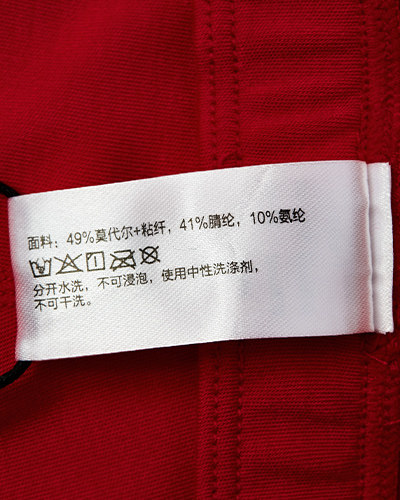 面料：49%莫代尔+粘纤，41%腈纶，10%氨纶
分开水洗，不可浸泡，使用中性洗涤剂，
不可干洗。